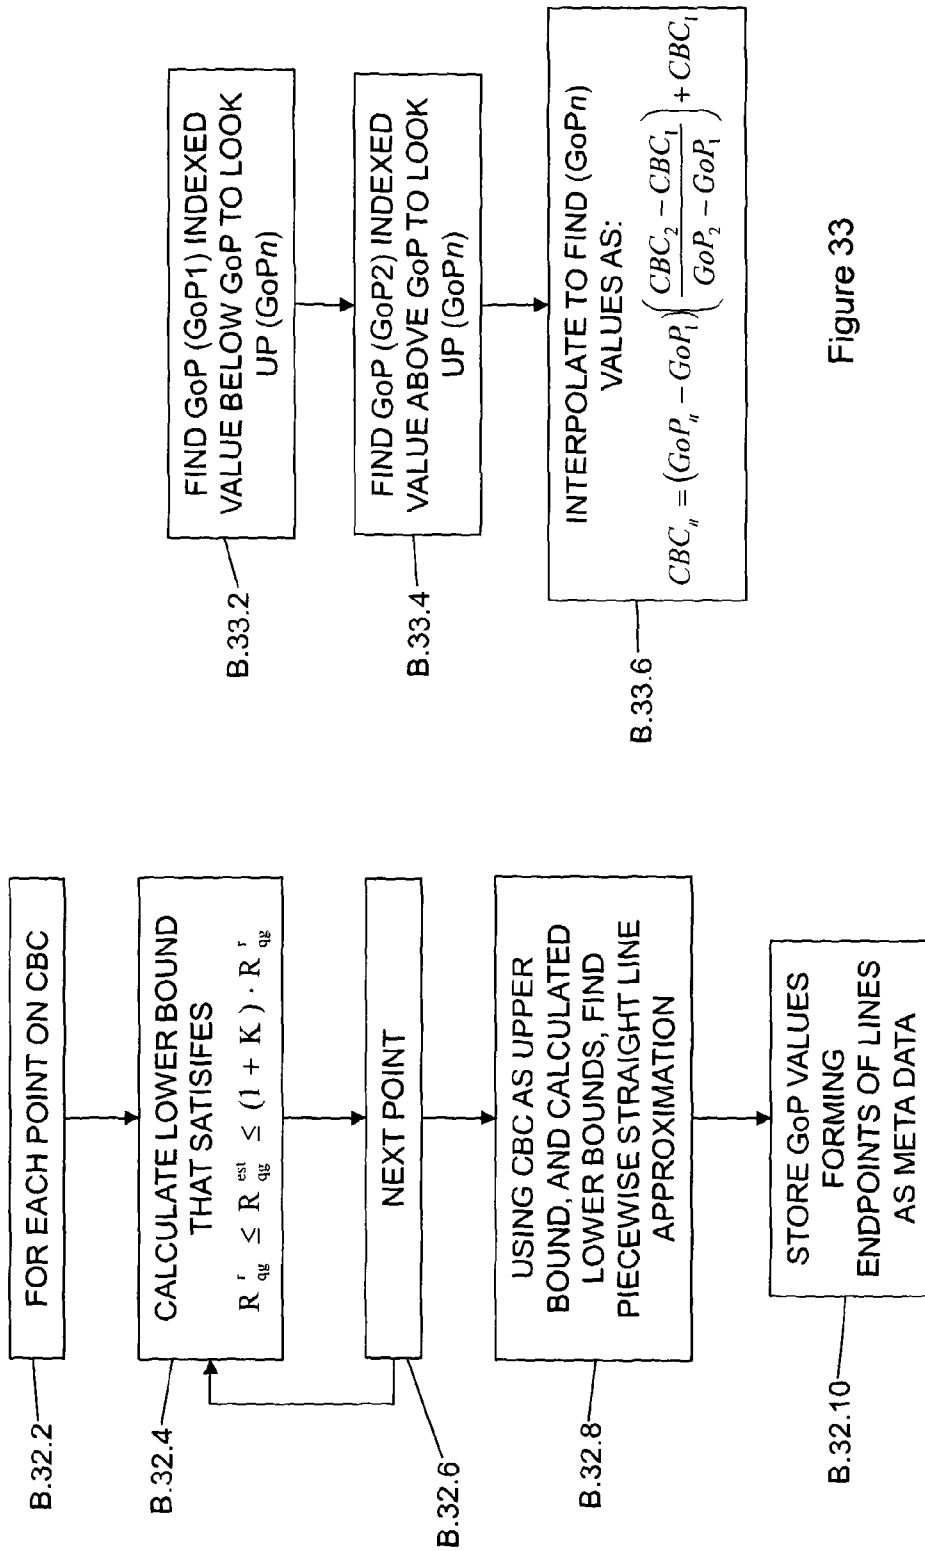 B.32.2
FOR EACH POINT ON CBC
B.32.4
CALCULATE LOWER BOUND
THAT SATISIFES
R^r_qg ≤ R^est_qg ≤ (1 + K) · R^r_qg
B.32.6
NEXT POINT
B.32.8
USING CBC AS UPPER
BOUND, AND CALCULATED
LOWER BOUNDS, FIND
PIECEWISE STRAIGHT LINE
APPROXIMATION
B.32.10
STORE GoP VALUES
FORMING
ENDPOINTS OF LINES
AS META DATA
B.33.2
FIND GoP (GoP1) INDEXED
VALUE BELOW GoP TO LOOK
UP (GoPn)
B.33.4
FIND GoP (GoP2) INDEXED
VALUE ABOVE GoP TO LOOK
UP (GoPn)
B.33.6
INTERPOLATE TO FIND (GoPn)
VALUES AS:
CBC_n = (GoP_n − GoP_1)((CBC_2 − CBC_1)/(GoP_2 − GoP_1)) + CBC_1
Figure 33